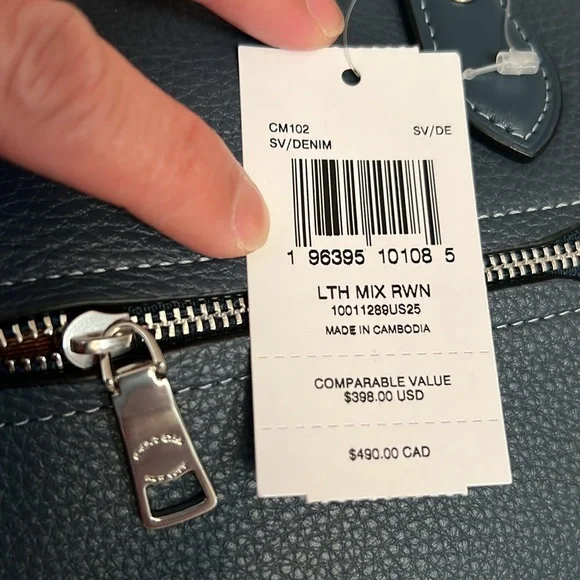 CM102 SV/DE
SV/DENIM
1 96395 10108 5
LTH MIX RWN
10011289US25
MADE IN CAMBODIA
COMPARABLE VALUE
$398.00 USD
$490.00 CAD